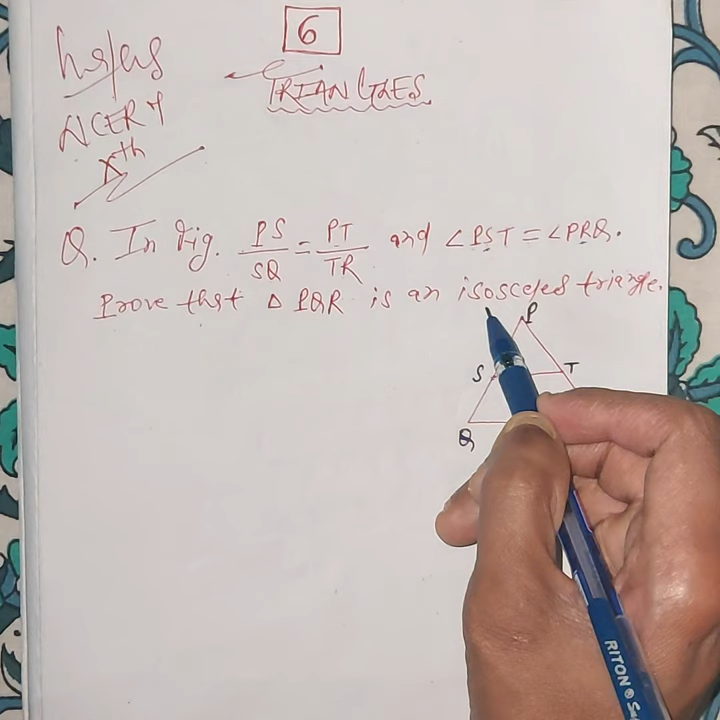 6
TRIANGLES
NCERT
Xth
Q. In fig. PS/SQ = PT/TR and ∠PST = ∠PRQ.
Prove that △ PQR is an isosceles triangle.
P
S T
Q
RITON